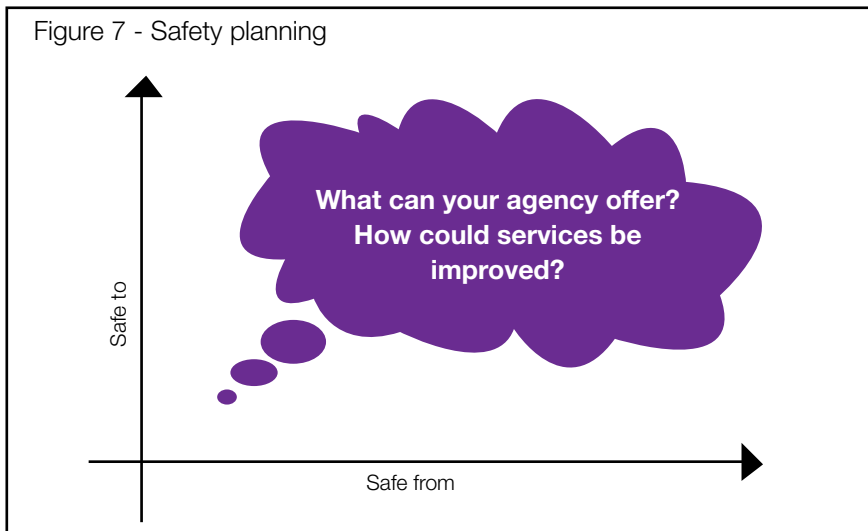 Figure 7 - Safety planning
What can your agency offer?
How could services be
improved?
Safe to
Safe from